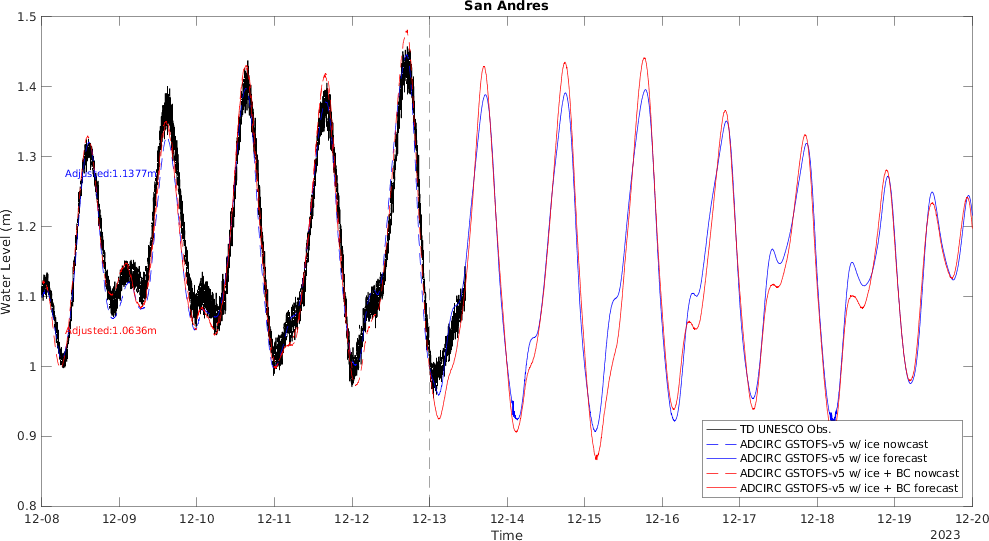 San Andres
Water Level (m)
1.5
1.4
1.3
1.2
1.1
1
0.9
0.8
Adjusted:1.1377m
Adjusted:1.0636m
TD UNESCO Obs.
ADCIRC GSTOFS-v5 w/ ice nowcast
ADCIRC GSTOFS-v5 w/ ice forecast
ADCIRC GSTOFS-v5 w/ ice + BC nowcast
ADCIRC GSTOFS-v5 w/ ice + BC forecast
12-08 12-09 12-10 12-11 12-12 12-13 12-14 12-15 12-16 12-17 12-18 12-19 12-20
Time
2023